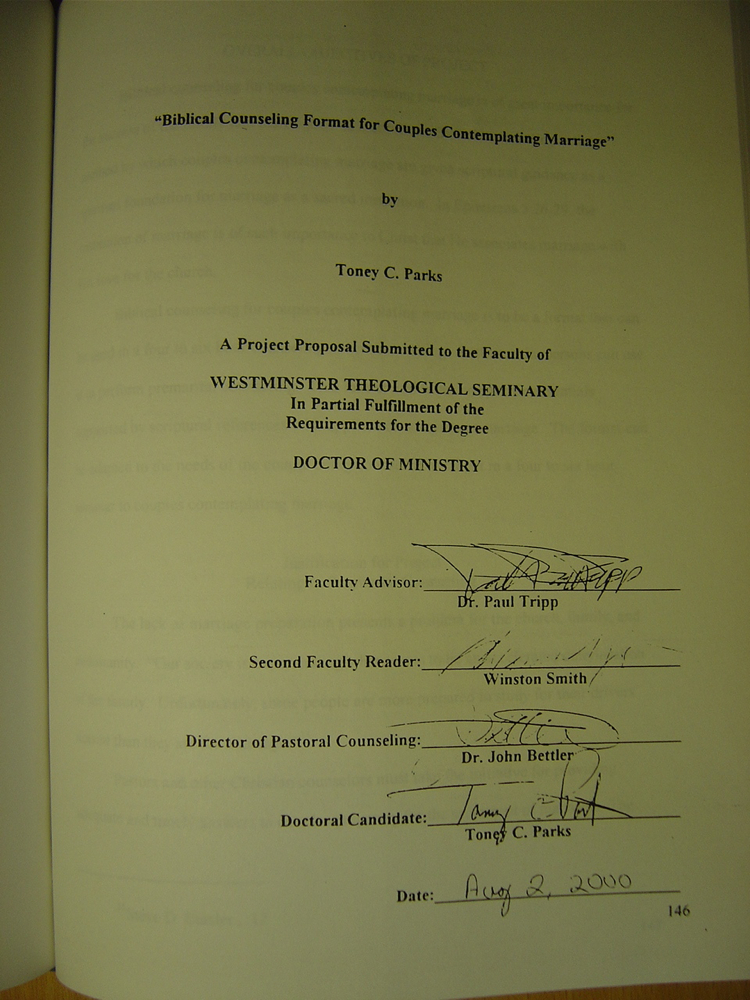 "Biblical Counseling Format for Couples Contemplating Marriage"
by
Toney C. Parks
A Project Proposal Submitted to the Faculty of
WESTMINSTER THEOLOGICAL SEMINARY
In Partial Fulfillment of the
Requirements for the Degree
DOCTOR OF MINISTRY
Faculty Advisor:
Dr. Paul Tripp
Second Faculty Reader:
Winston Smith
Director of Pastoral Counseling:
Dr. John Bettler
Doctoral Candidate:
Toney C. Parks
Date: Aug 2, 2000
146